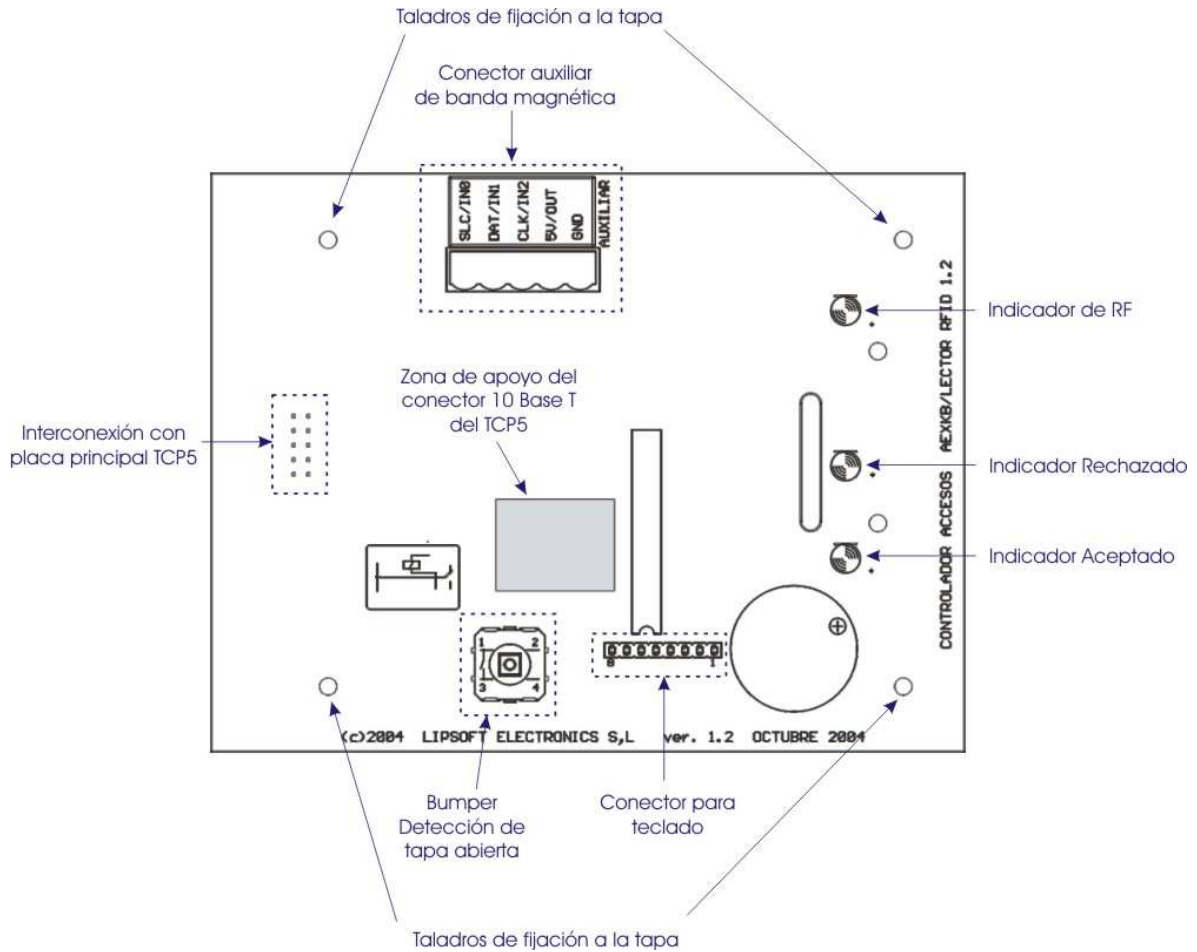 Taladros de fijación a la tapa
Conector auxiliar
de banda magnética
SLC/IN0
DAT/IN1
CLK/IN2
5V/OUT
GND
AUXILIAR
Indicador de RF
Zona de apoyo del
conector 10 Base T
del TCP5
Interconexión con
placa principal TCP5
Indicador Rechazado
Indicador Aceptado
CONTROLADOR ACCESOS AEXKB/LECTOR RFID 1.2
1 2
3 4
8 1
(c)2004 LIPSOFT ELECTRONICS S,L ver. 1.2 OCTUBRE 2004
Bumper
Detección de
tapa abierta
Conector para
teclado
Taladros de fijación a la tapa